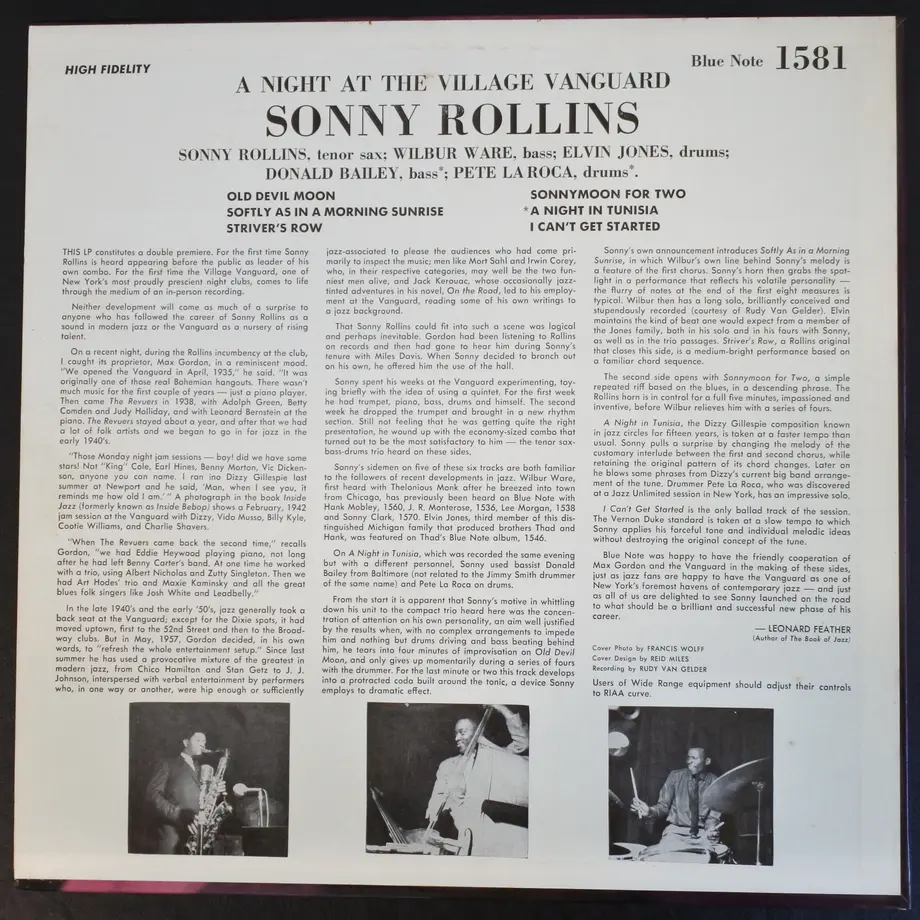 HIGH FIDELITY
Blue Note 1581
A NIGHT AT THE VILLAGE VANGUARD
SONNY ROLLINS
SONNY ROLLINS, tenor sax; WILBUR WARE, bass; ELVIN JONES, drums;
DONALD BAILEY, bass*; PETE LA ROCA, drums*.
OLD DEVIL MOON
SOFTLY AS IN A MORNING SUNRISE
STRIVER'S ROW
SONNYMOON FOR TWO
*A NIGHT IN TUNISIA
I CAN'T GET STARTED
THIS LP constitutes a double premiere. For the first time Sonny
Rollins is heard appearing before the public as leader of his
own combo. For the first time the Village Vanguard, one of
New York's most proudly prescient night clubs, comes to life
through the medium of an in-person recording.
Neither development will come as much of a surprise to
anyone who has followed the career of Sonny Rollins as a
sound in modern jazz or the Vanguard as a nursery of rising
talent.
On a recent night, during the Rollins incumbency at the club,
I caught its proprietor, Max Gordon, in a reminiscent mood.
"We opened the Vanguard in April, 1935," he said. "It was
originally one of those real Bohemian hangouts. There wasn't
much music for the first couple of years — just a piano player.
Then came The Revuers in 1938, with Adolph Green, Betty
Comden and Judy Holliday, and with Leonard Bernstein at the
piano. The Revuers stayed about a year, and after that we had
a lot of folk artists and we began to go in for jazz in the
early 1940's.
"Those Monday night jam sessions — boy! did we have some
stars! Not "King" Cole, Earl Hines, Benny Morton, Vic Dicken-
son, anyone you can name. I ran ino Dizzy Gillespie last
summer at Newport and he said, 'Man, when I see you, it
reminds me how old I am.' " A photograph in the book Inside
Jazz (formerly known as Inside Bebop) shows a February, 1942
jam session at the Vanguard with Dizzy, Vido Musso, Billy Kyle,
Cootie Williams, and Charlie Shavers.
"When The Revuers came back the second time," recalls
Gordon, "we had Eddie Heywood playing piano, not long
after he had left Benny Carter's band. At one time he worked
with a trio, using Albert Nicholas and Zutty Singleton. Then we
had Art Hodes' trio and Maxie Kaminsky and all the great
blues folk singers like Josh White and Leadbelly."
In the late 1940's and the early '50's, jazz generally took a
back seat at the Vanguard; except for the Dixie spots, it had
moved uptown, first to the 52nd Street and then to the Broad-
way clubs. But in May, 1957, Gordon decided, in his own
words, to "refresh the whole entertainment setup." Since last
summer he has used a provocative mixture of the greatest in
modern jazz, from Chico Hamilton and Stan Getz to J. J.
Johnson, interspersed with verbal entertainment by performers
who, in one way or another, were hip enough or sufficiently
jazz-associated to please the audiences who had come pri-
marily to inspect the music; men like Mort Sahl and Irwin Corey,
who, in their respective categories, may well be the two fun-
niest men alive, and Jack Kerouac, whose occasionally jazz-
tinted adventures in his novel, On the Road, led to his employ-
ment at the Vanguard, reading some of his own writings to
a jazz background.
That Sonny Rollins could fit into such a scene was logical
and perhaps inevitable. Gordon had been listening to Rollins
on records and then had gone to hear him during Sonny's
tenure with Miles Davis. When Sonny decided to branch out
on his own, he offered him the use of the hall.
Sonny spent his weeks at the Vanguard experimenting, toy-
ing briefly with the idea of using a quintet. For the first week
he had trumpet, piano, bass, drums and himself. The second
week he dropped the trumpet and brought in a new rhythm
section. Still not feeling that he was getting quite the right
presentation, he wound up with the economy-sized combo that
turned out to be the most satisfactory to him — the tenor sax-
bass-drums trio heard on these sides.
Sonny's sidemen on five of these six tracks are both familiar
to the followers of recent developments in jazz. Wilbur Ware,
first heard with Thelonious Monk after he breezed into town
from Chicago, has previously been heard on Blue Note with
Hank Mobley, 1560, J. R. Monterose, 1536, Lee Morgan, 1538
and Sonny Clark, 1570. Elvin Jones, third member of this dis-
tinguished Michigan family that produced brothers Thad and
Hank, was featured on Thad's Blue Note album, 1546.
On A Night in Tunisia, which was recorded the same evening
but with a different personnel, Sonny used bassist Donald
Bailey from Baltimore (not related to the Jimmy Smith drummer
of the same name) and Pete La Roca on drums.
From the start it is apparent that Sonny's motive in whittling
down his unit to the compact trio heard here was the concen-
tration of attention on his own personality, an aim well justified
by the results when, with no complex arrangements to impede
him and nothing but drums driving and bass beating behind
him, he tears into four minutes of improvisation on Old Devil
Moon, and only gives up momentarily during a series of fours
with the drummer. For the last minute or two this track develops
into a protracted coda built around the tonic, a device Sonny
employs to dramatic effect.
Sonny's own announcement introduces Softly As in a Morning
Sunrise, in which Wilbur's own line behind Sonny's melody is
a feature of the first chorus. Sonny's horn then grabs the spot-
light in a performance that reflects his volatile personality —
the flurry of notes at the end of the first eight measures is
typical. Wilbur then has a long solo, brilliantly conceived and
stupendously recorded (courtesy of Rudy Van Gelder). Elvin
maintains the kind of beat one would expect from a member of
the Jones family, both in his solo and in his fours with Sonny,
as well as in the trio passages. Striver's Row, a Rollins original
that closes this side, is a medium-bright performance based on
a familiar chord sequence.
The second side opens with Sonnymoon for Two, a simple
repeated riff based on the blues, in a descending phrase. The
Rollins horn is in control for a full five minutes, impassioned and
inventive, before Wilbur relieves him with a series of fours.
A Night in Tunisia, the Dizzy Gillespie composition known
in jazz circles for fifteen years, is taken at a faster tempo than
usual. Sonny pulls a surprise by changing the melody of the
customary interlude between the first and second chorus, while
retaining the original pattern of its chord changes. Later on
he blows some phrases from Dizzy's current big band arrange-
ment of the tune. Drummer Pete La Roca, who was discovered
at a Jazz Unlimited session in New York, has an impressive solo.
I Can't Get Started is the only ballad track of the session.
The Vernon Duke standard is taken at a slow tempo to which
Sonny applies his forceful tone and individual melodic ideas
without destroying the original concept of the tune.
Blue Note was happy to have the friendly cooperation of
Max Gordon and the Vanguard in the making of these sides,
just as jazz fans are happy to have the Vanguard as one of
New York's foremost havens of contemporary jazz — and just
as all of us are delighted to see Sonny launched on the road
to what should be a brilliant and successful new phase of his
career.
— LEONARD FEATHER
(Author of The Book of Jazz)
Cover Photo by FRANCIS WOLFF
Cover Design by REID MILES
Recording by RUDY VAN GELDER
Users of Wide Range equipment should adjust their controls
to RIAA curve.